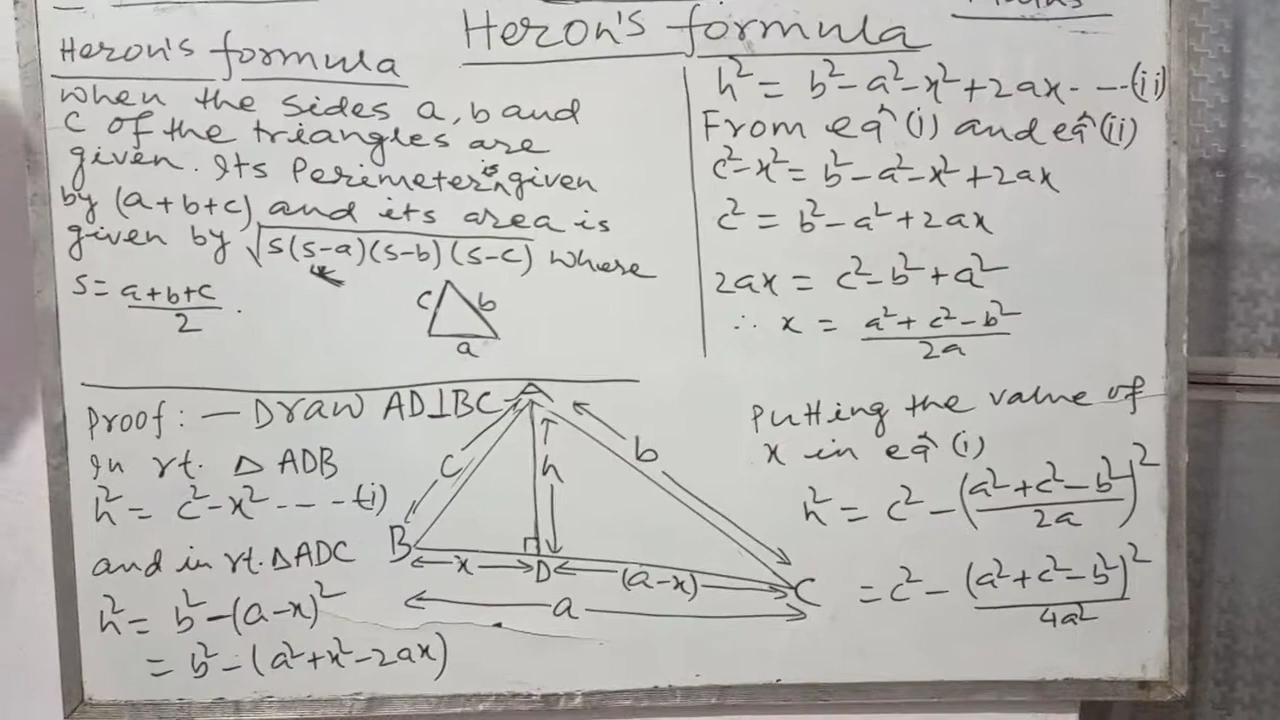 Heron's formula
Heron's formula
When the sides a, b and
c of the triangles are
given. Its Perimeter is given
by (a+b+c) and its area is
given by √s(s-a)(s-b)(s-c) where
s = a+b+c / 2 .
c b
a
Proof: — Draw AD⊥BC
In rt. △ ADB
h² = c²-x² --- (i)
and in rt. △ADC
h² = b²-(a-x)²
= b²-(a²+x²-2ax)
A
c h b
B x D (a-x) C
a
h² = b²-a²-x²+2ax. --- (ii)
From eqⁿ (i) and eqⁿ (ii)
c²-x² = b²-a²-x²+2ax
c² = b²-a²+2ax
2ax = c²-b²+a²
∴ x = a²+c²-b² / 2a
Putting the value of
x in eqⁿ (i)
h² = c² - (a²+c²-b² / 2a)²
= c² - (a²+c²-b²)² / 4a²